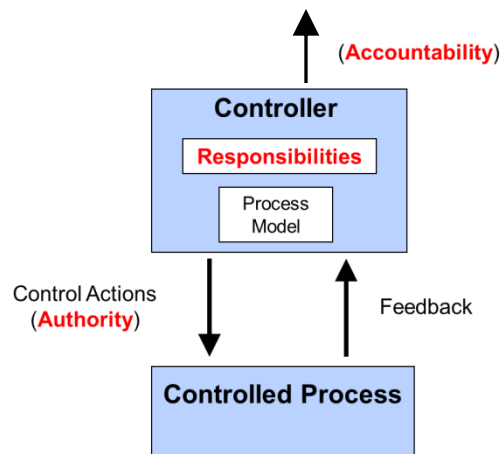 (Accountability)
Controller
Responsibilities
Process
Model
Control Actions
(Authority)
Feedback
Controlled Process